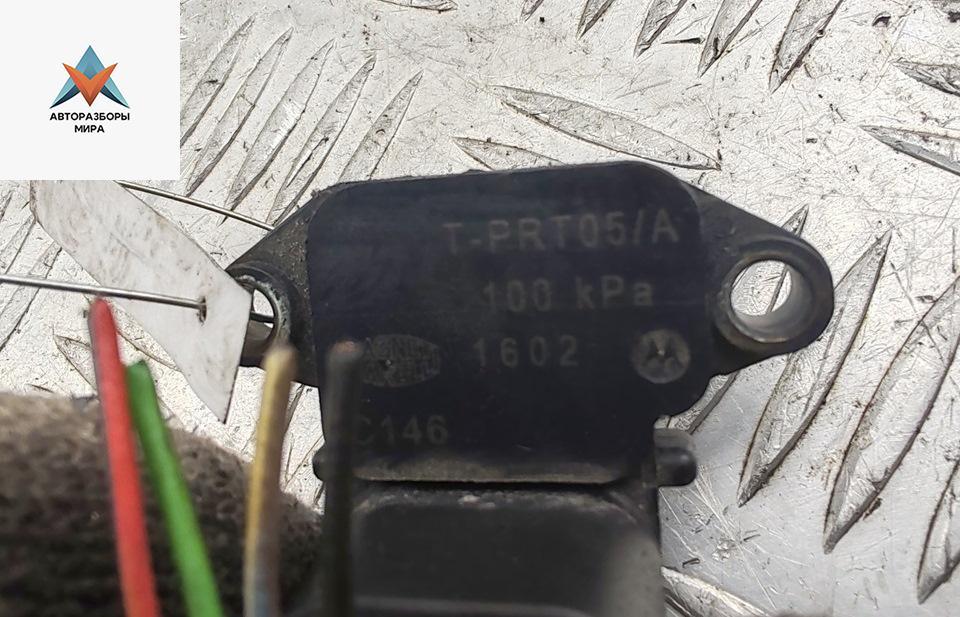 АВТОРАЗБОРЫ
МИРА
T-PRT05/A
100 kPa
1602
C146